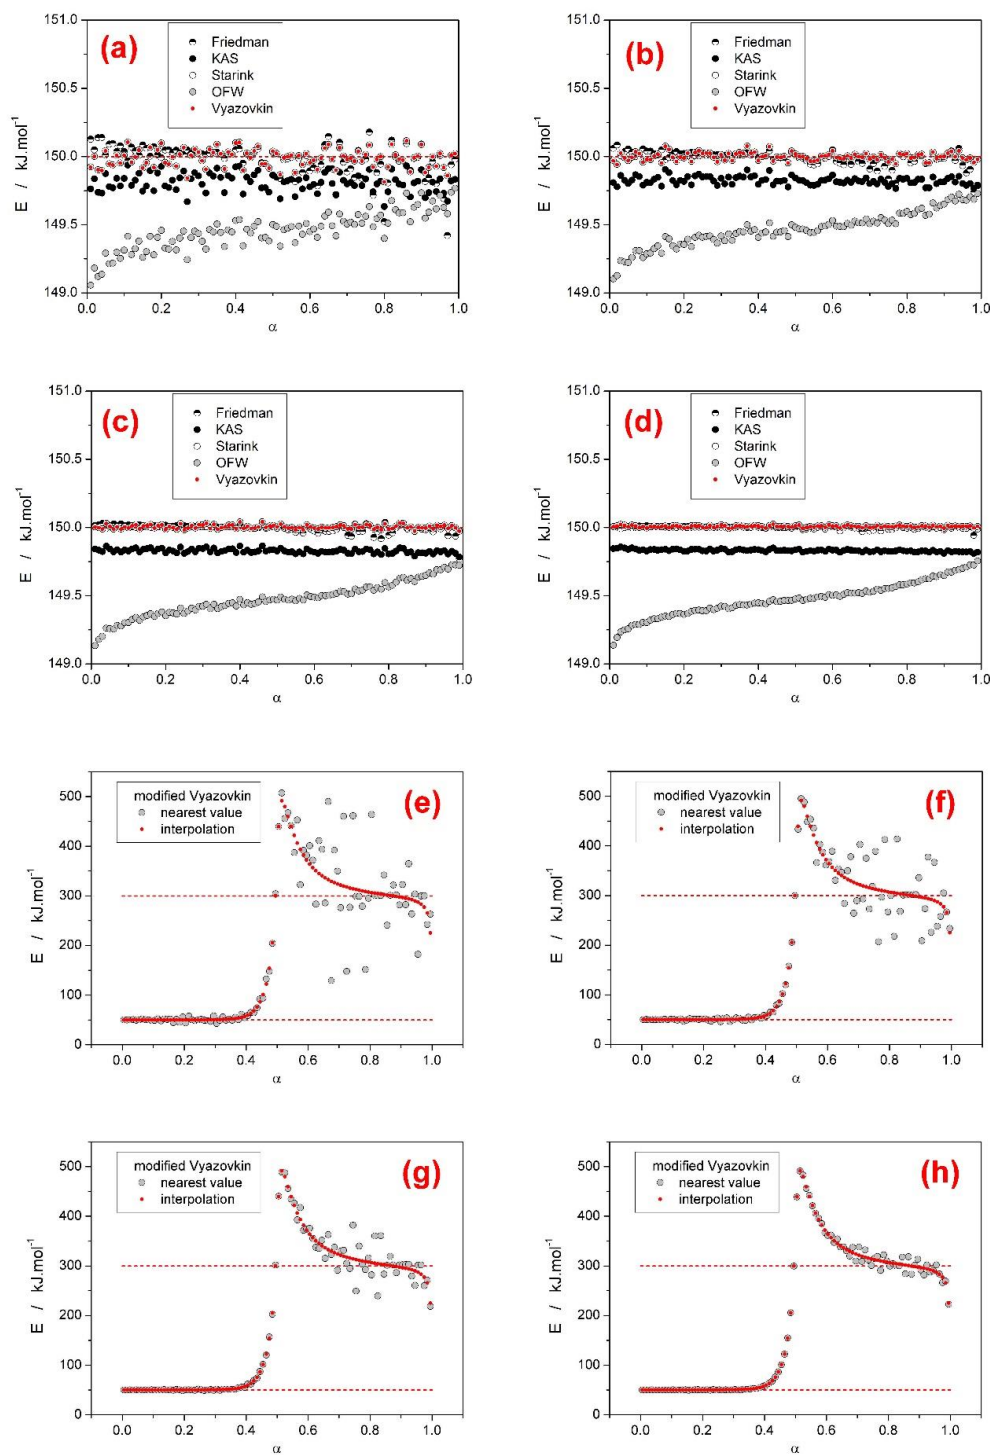 (a)
151.0
150.5
150.0
149.5
149.0
E / kJ.mol⁻¹
Friedman
KAS
Starink
OFW
Vyazovkin
0.0 0.2 0.4 0.6 0.8 1.0
α
(b)
151.0
150.5
150.0
149.5
149.0
E / kJ.mol⁻¹
Friedman
KAS
Starink
OFW
Vyazovkin
0.0 0.2 0.4 0.6 0.8 1.0
α
(c)
151.0
150.5
150.0
149.5
149.0
E / kJ.mol⁻¹
Friedman
KAS
Starink
OFW
Vyazovkin
0.0 0.2 0.4 0.6 0.8 1.0
α
(d)
151.0
150.5
150.0
149.5
149.0
E / kJ.mol⁻¹
Friedman
KAS
Starink
OFW
Vyazovkin
0.0 0.2 0.4 0.6 0.8 1.0
α
(e)
500
400
300
200
100
0
E / kJ.mol⁻¹
modified Vyazovkin
nearest value
interpolation
0.0 0.2 0.4 0.6 0.8 1.0
α
(f)
500
400
300
200
100
0
E / kJ.mol⁻¹
modified Vyazovkin
nearest value
interpolation
0.0 0.2 0.4 0.6 0.8 1.0
α
(g)
500
400
300
200
100
0
E / kJ.mol⁻¹
modified Vyazovkin
nearest value
interpolation
0.0 0.2 0.4 0.6 0.8 1.0
α
(h)
500
400
300
200
100
0
E / kJ.mol⁻¹
modified Vyazovkin
nearest value
interpolation
0.0 0.2 0.4 0.6 0.8 1.0
α